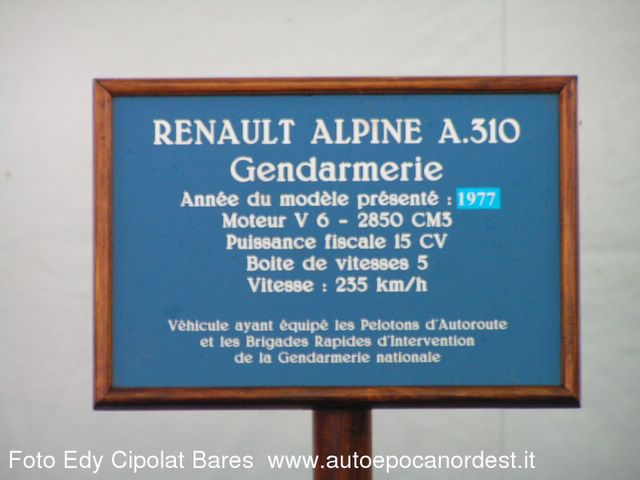 RENAULT ALPINE A.310
Gendarmerie
Année du modèle présenté : 1977
Moteur V 6 - 2850 CM3
Puissance fiscale 15 CV
Boite de vitesses 5
Vitesse : 235 km/h
Véhicule ayant équipé les Pelotons d'Autoroute
et les Brigades Rapides d'Intervention
de la Gendarmerie nationale
Foto Edy Cipolat Bares www.autoepocanordest.it